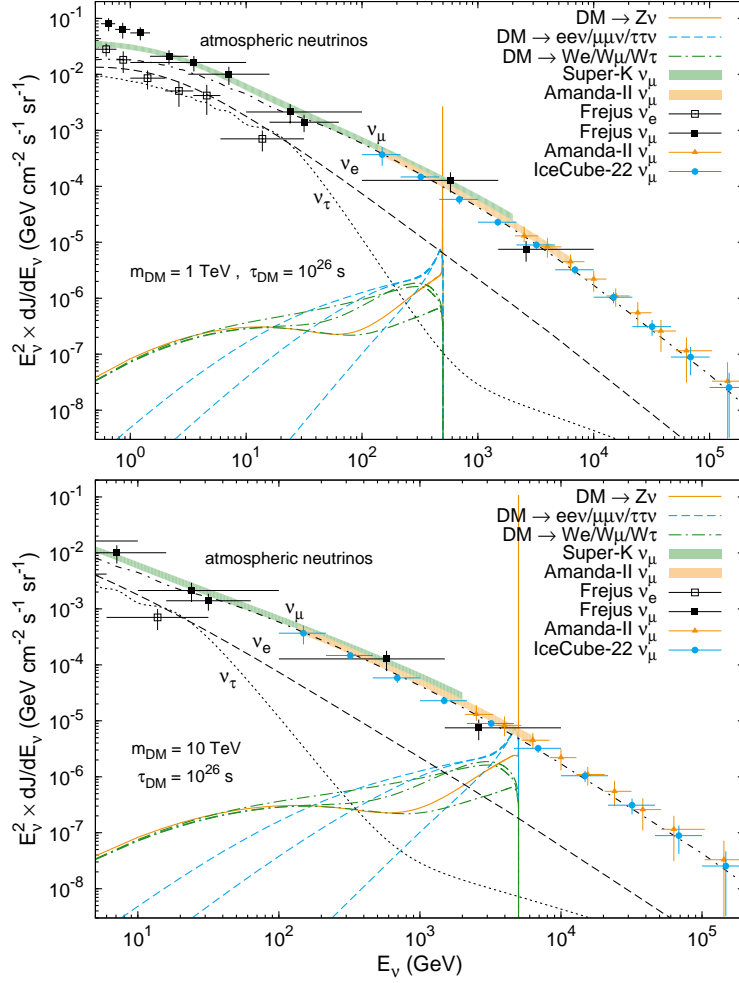 10⁻¹
10⁻²
10⁻³
10⁻⁴
10⁻⁵
10⁻⁶
10⁻⁷
10⁻⁸
E_ν² × dJ/dE_ν (GeV cm⁻² s⁻¹ sr⁻¹)
atmospheric neutrinos
DM → Zν
DM → eeν/μμν/ττν
DM → We/Wμ/Wτ
Super-K ν_μ
Amanda-II ν_μ
Frejus ν_e
Frejus ν_μ
Amanda-II ν_μ
IceCube-22 ν_μ
ν_μ
ν_e
ν_τ
m_DM = 1 TeV , τ_DM = 10²⁶ s
10⁰ 10¹ 10² 10³ 10⁴ 10⁵
10⁻¹
10⁻²
10⁻³
10⁻⁴
10⁻⁵
10⁻⁶
10⁻⁷
10⁻⁸
E_ν² × dJ/dE_ν (GeV cm⁻² s⁻¹ sr⁻¹)
atmospheric neutrinos
DM → Zν
DM → eeν/μμν/ττν
DM → We/Wμ/Wτ
Super-K ν_μ
Amanda-II ν_μ
Frejus ν_e
Frejus ν_μ
Amanda-II ν_μ
IceCube-22 ν_μ
ν_μ
ν_e
ν_τ
m_DM = 10 TeV
τ_DM = 10²⁶ s
10¹ 10² 10³ 10⁴ 10⁵
E_ν (GeV)